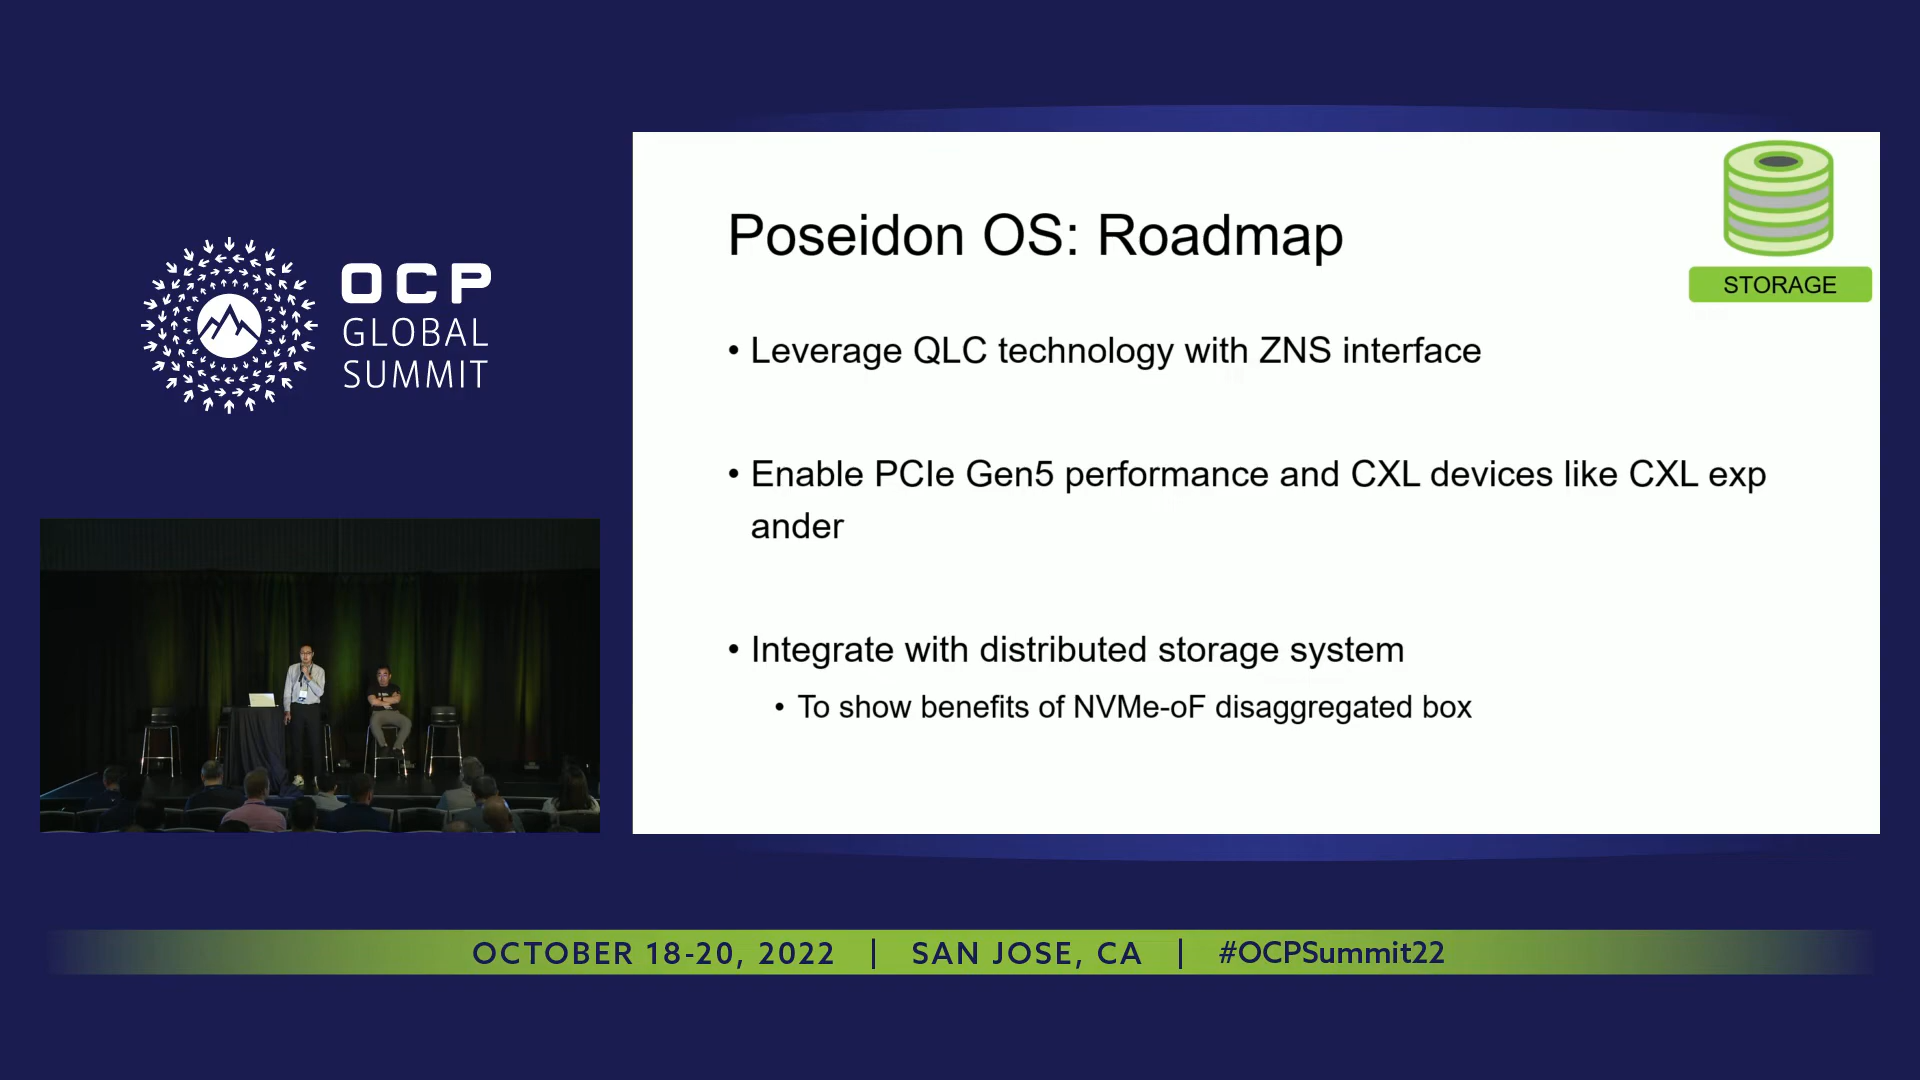 OCP
GLOBAL
SUMMIT
Poseidon OS: Roadmap
STORAGE
• Leverage QLC technology with ZNS interface
• Enable PCIe Gen5 performance and CXL devices like CXL exp
ander
• Integrate with distributed storage system
• To show benefits of NVMe-oF disaggregated box
OCTOBER 18-20, 2022 | SAN JOSE, CA | #OCPSummit22